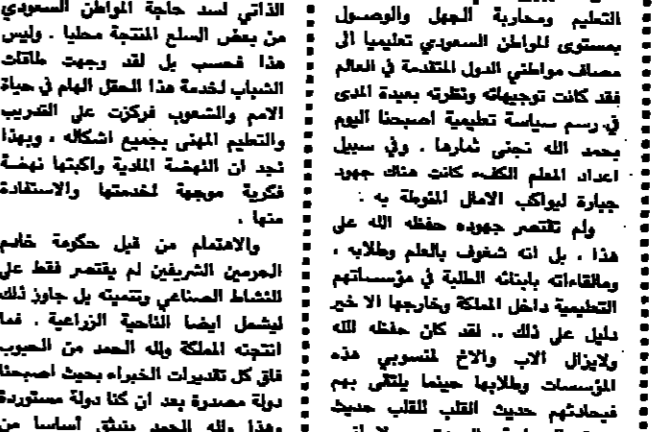 التعليم ومحاربة الجهل والوصول
بمستوى المواطن السعودي تعليميا الى
مصاف مواطني الدول المتقدمة في العالم
فقد كانت توجيهاته ونظرته بعيدة المدى
في رسم سياسة تعليمية اصبحنا اليوم
بحمد الله نجني ثمارها . وفي سبيل
اعداد المعلم الكفء كانت هناك جهود
جبارة ليواكب الامال المنوطة به .
ولم تقتصر جهوده حفظه الله على
هذا ، بل انه شغوف بالعلم وطلابه ،
ومالقاءاته بابنائه الطلبة في مؤسساتهم
التعليمية داخل المملكة وخارجها الا خير
دليل على ذلك .. لقد كان حفظه الله
ولايزال الاب والاخ لمنسوبي هذه
المؤسسات وطلابها حينما يلتقي بهم
فيحادثهم حديث القلب للقلب حديث
الذاتي لسد حاجة المواطن السعودي
من بعض السلع المنتجة محليا . وليس
هذا فحسب بل لقد وجهت طاقات
الشباب لخدمة هذا الحقل الهام في حياة
الامم والشعوب فركزت على التدريب
والتعليم المهني بجميع اشكاله ، وبهذا
نجد ان النهضة المادية واكبتها نهضة
فكرية موجهة لخدمتها والاستفادة
منها .
والاهتمام من قبل حكومة خادم
الحرمين الشريفين لم يقتصر فقط على
النشاط الصناعي وتنميته بل جاوز ذلك
ليشمل ايضا الناحية الزراعية . فما
انتجته المملكة ولله الحمد من الحبوب
فاق كل تقديرات الخبراء بحيث اصبحنا
دولة مصدرة بعد ان كنا دولة مستوردة
وهذا ولله الحمد ينبثق أساسا من